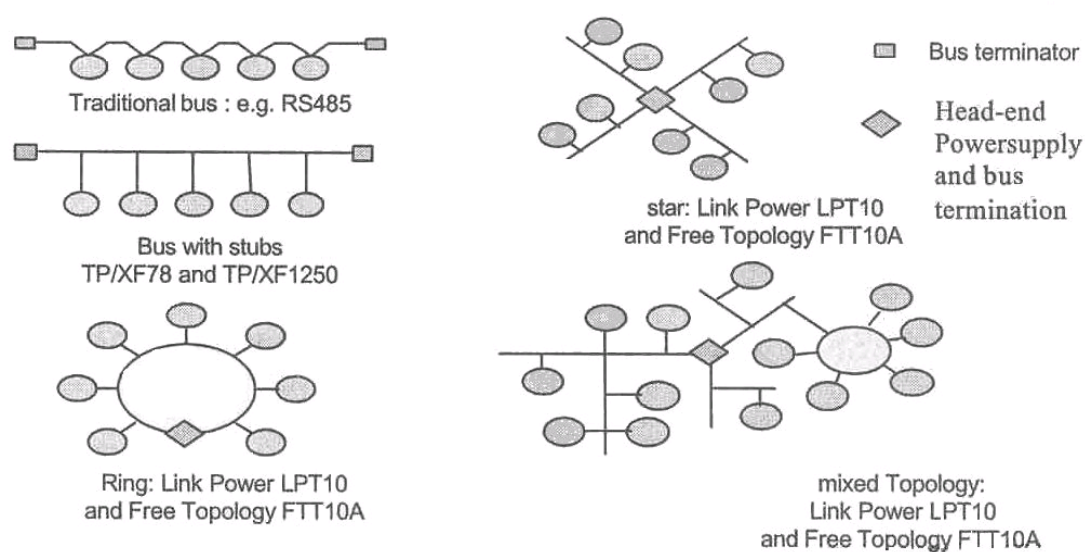 Traditional bus : e.g. RS485
Bus with stubs
TP/XF78 and TP/XF1250
Ring: Link Power LPT10
and Free Topology FTT10A
star: Link Power LPT10
and Free Topology FTT10A
Bus terminator
Head-end
Powersupply
and bus
termination
mixed Topology:
Link Power LPT10
and Free Topology FTT10A